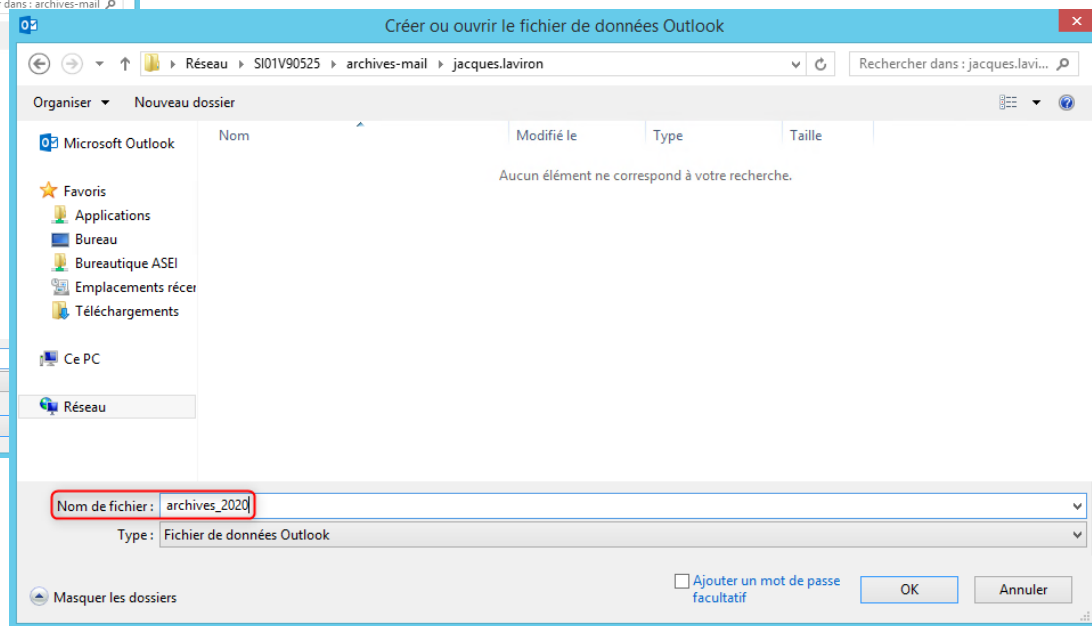 dans : archives-mail
Créer ou ouvrir le fichier de données Outlook
Réseau SI01V90525 archives-mail jacques.laviron
Rechercher dans : jacques.lavi...
Organiser Nouveau dossier
Microsoft Outlook
Nom Modifié le Type Taille
Aucun élément ne correspond à votre recherche.
Favoris
Applications
Bureau
Bureautique ASEI
Emplacements récer
Téléchargements
Ce PC
Réseau
Nom de fichier : archives_2020
Type : Fichier de données Outlook
Ajouter un mot de passe
facultatif
OK Annuler
Masquer les dossiers